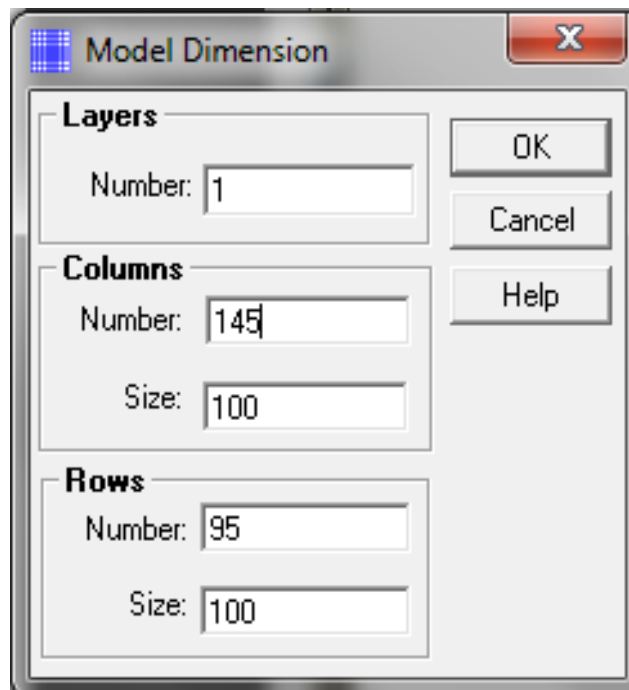 Model Dimension
Layers
Number: 1
Columns
Number: 145
Size: 100
Rows
Number: 95
Size: 100
OK
Cancel
Help